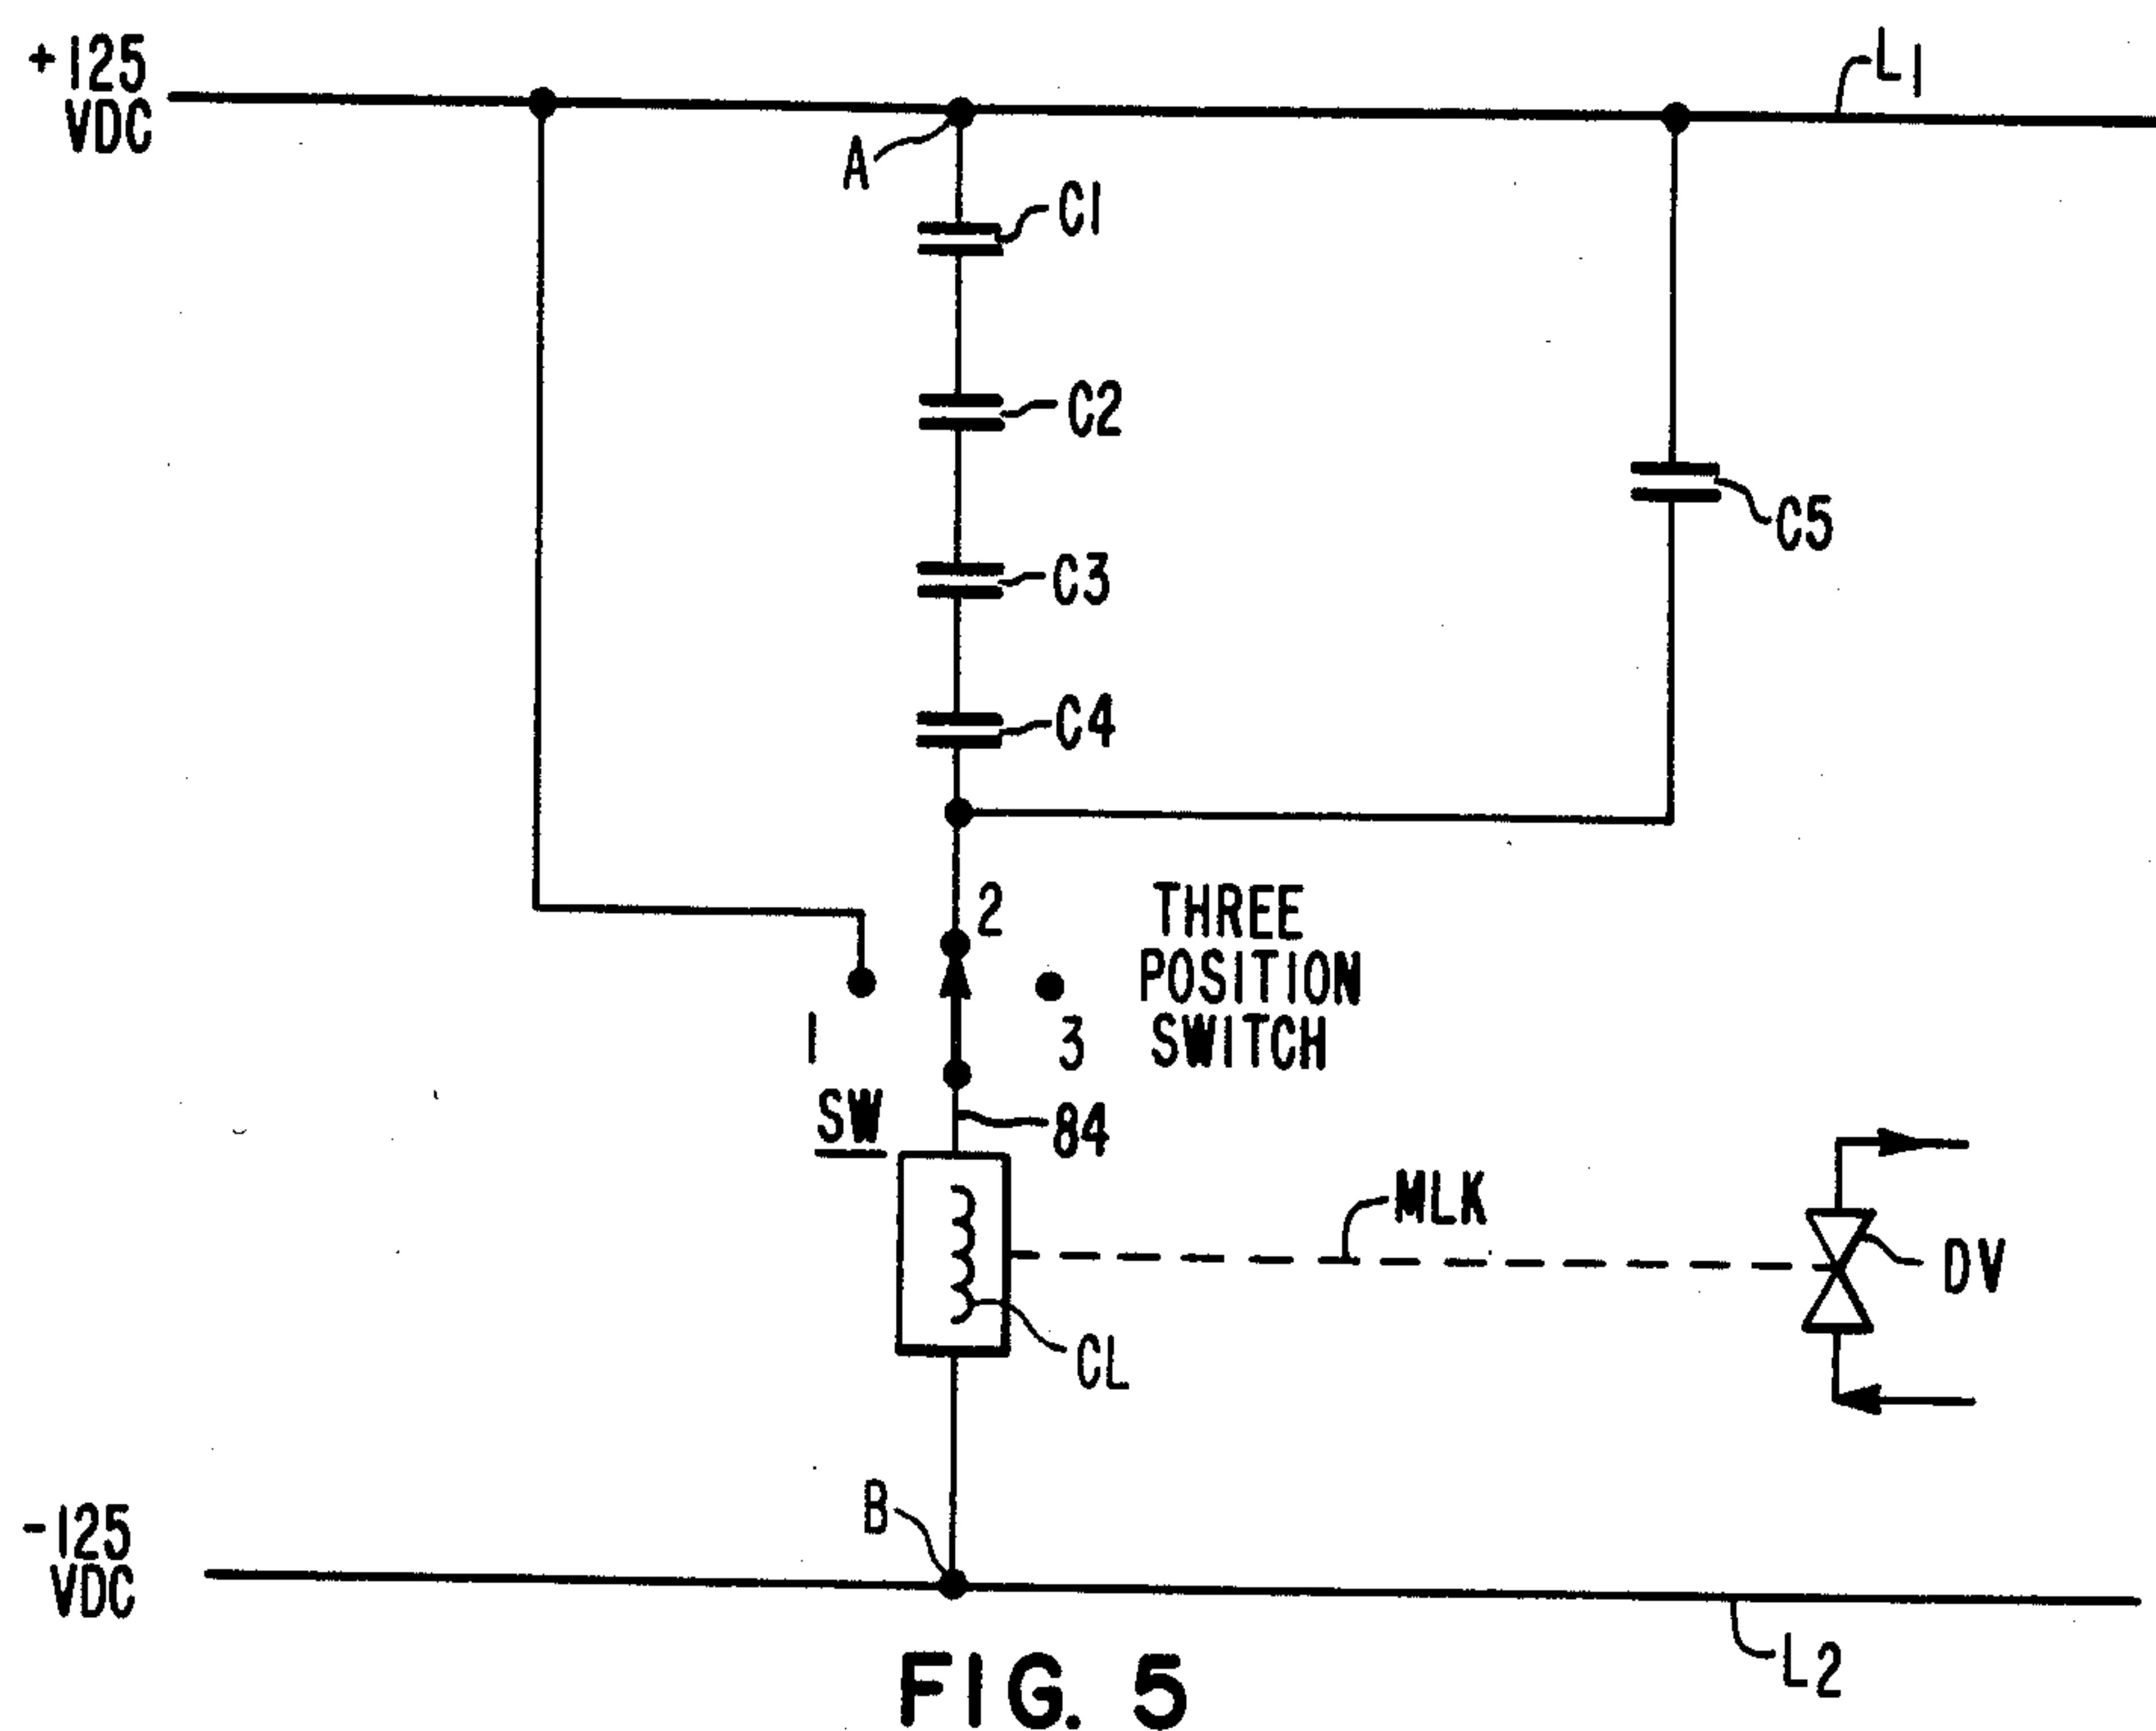 +125
VDC
L1
A
C1
C2
C3
C4
C5
2
1
3
THREE
POSITION
SWITCH
SW
84
MLK
DV
CL
B
-125
VDC
L2
FIG. 5